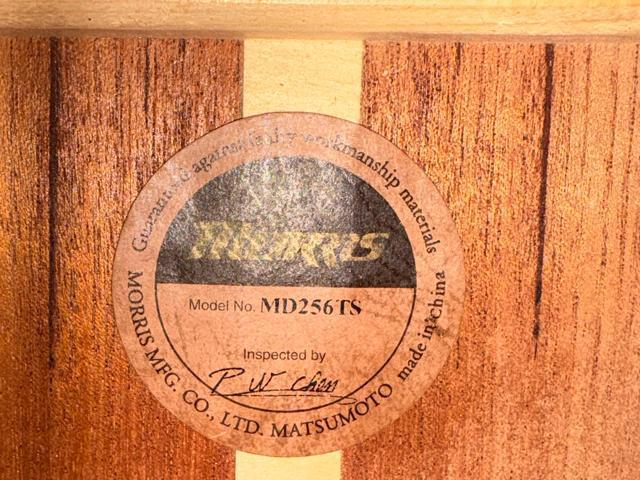 Guaranteed against faulty workmanship materials
MORRIS
Model No. MD256TS
Inspected by
P W chen
MORRIS MFG. CO., LTD. MATSUMOTO made in China